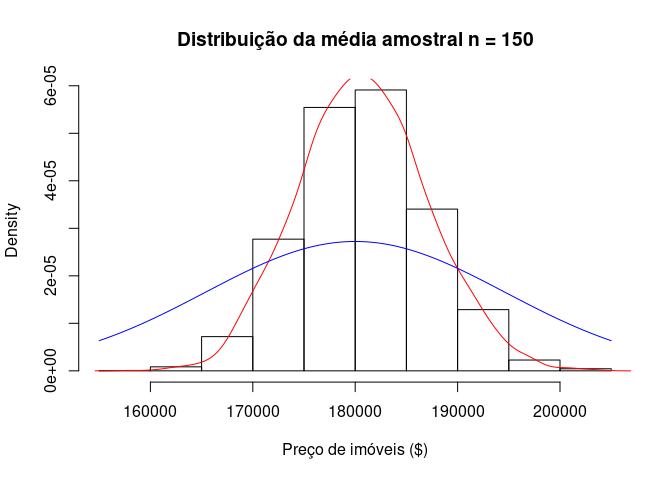 Distribuição da média amostral n = 150
Density
6e-05
4e-05
2e-05
0e+00
160000 170000 180000 190000 200000
Preço de imóveis ($)